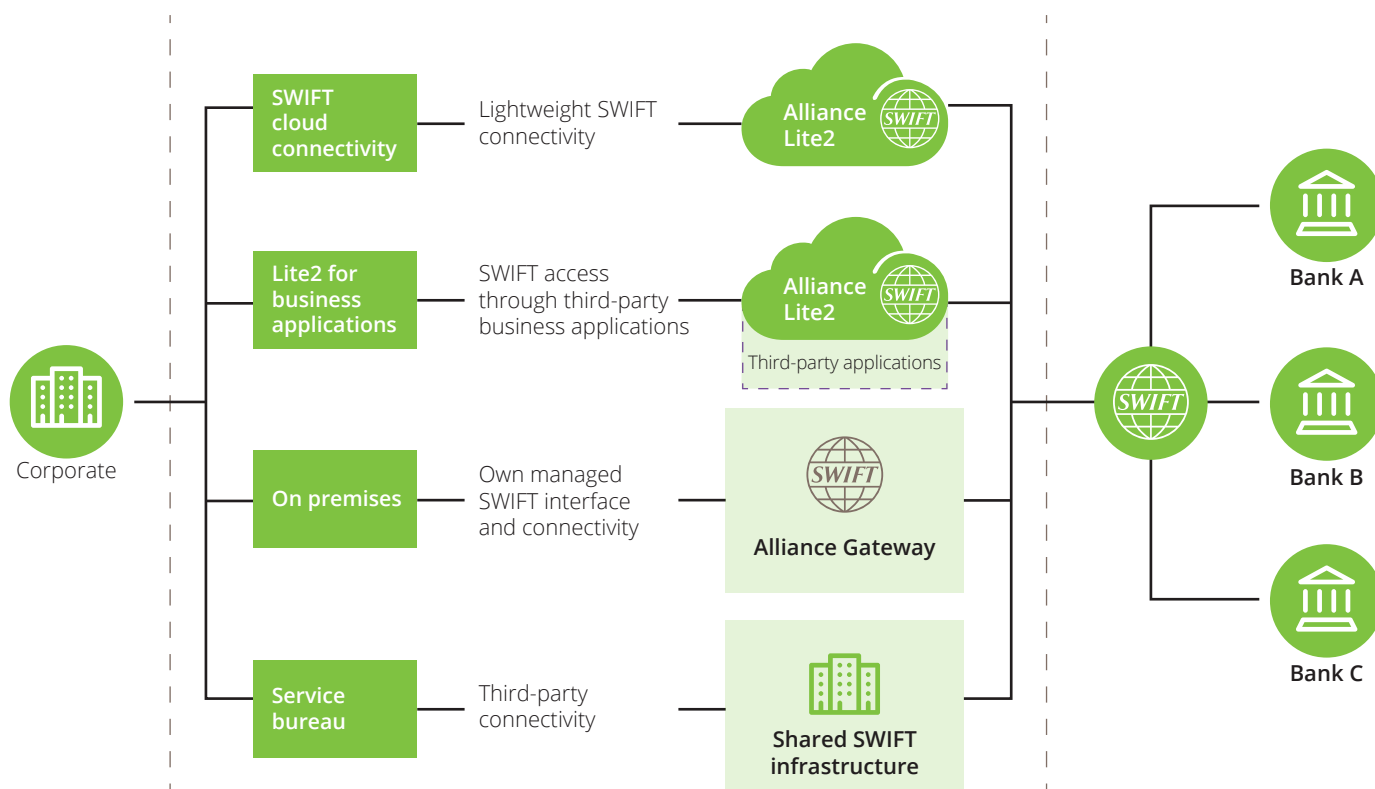 SWIFT
cloud
connectivity
Lightweight SWIFT
connectivity
Alliance
Lite2
SWIFT
Lite2 for
business
applications
SWIFT access
through third-party
business applications
Alliance
Lite2
SWIFT
Third-party applications
Corporate
On premises
Own managed
SWIFT interface
and connectivity
SWIFT
Alliance Gateway
Service
bureau
Third-party
connectivity
Shared SWIFT
infrastructure
SWIFT
Bank A
Bank B
Bank C